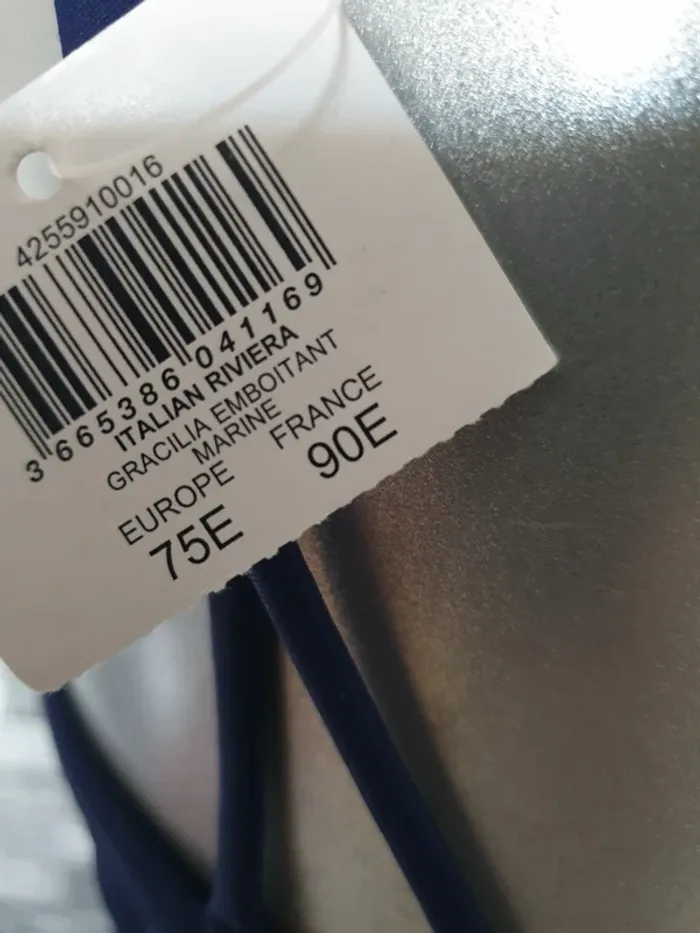 4255910016
3 665386 041169
ITALIAN RIVIERA
GRACILIA EMBOITANT
MARINE
EUROPE FRANCE
75E 90E